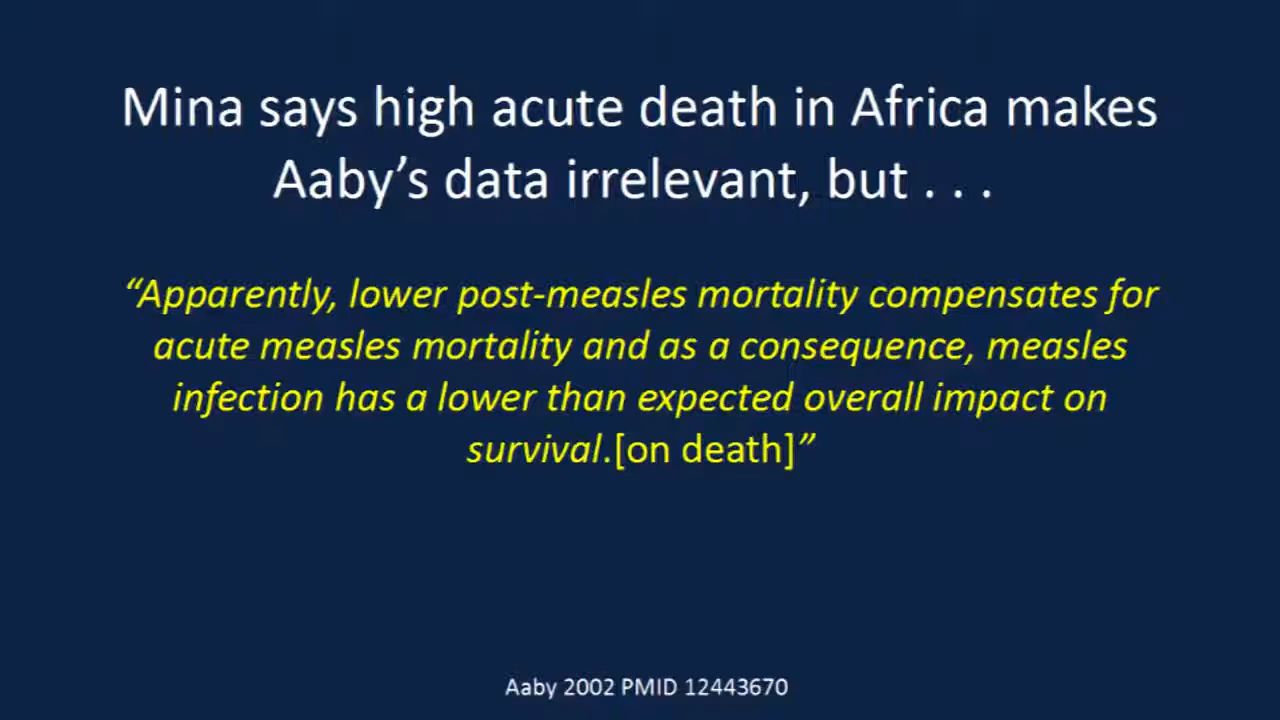 Mina says high acute death in Africa makes
Aaby’s data irrelevant, but . . .
“Apparently, lower post-measles mortality compensates for
acute measles mortality and as a consequence, measles
infection has a lower than expected overall impact on
survival.[on death]”
Aaby 2002 PMID 12443670